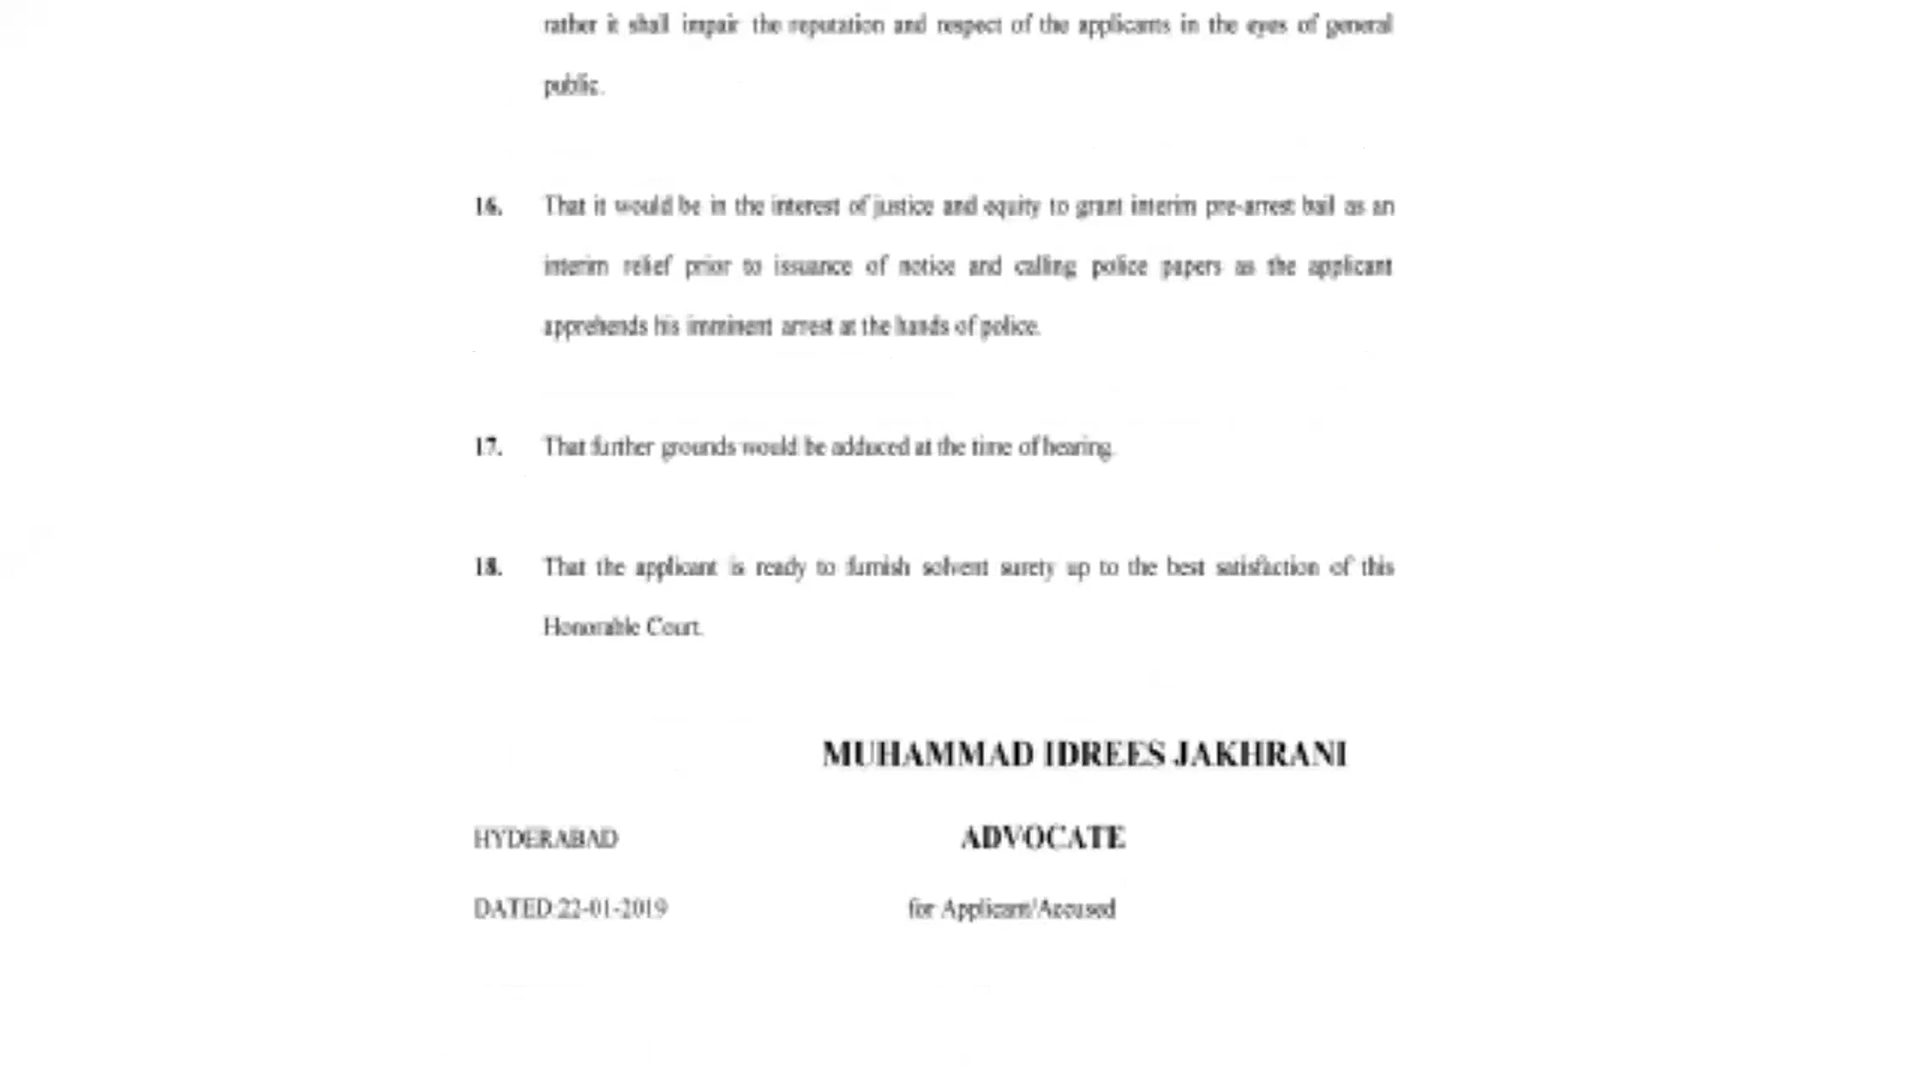 rather it shall impair the reputation and respect of the applicants in the eyes of general
public.
16. That it would be in the interest of justice and equity to grant interim pre-arrest bail as an
interim relief prior to issuance of notice and calling police papers as the applicant
apprehends his imminent arrest at the hands of police.
17. That further grounds would be adduced at the time of hearing.
18. That the applicant is ready to furnish solvent surety up to the best satisfaction of this
Honorable Court.
MUHAMMAD IDREES JAKHRANI
HYDERABAD ADVOCATE
DATED:22-01-2019 for Applicant/Accused